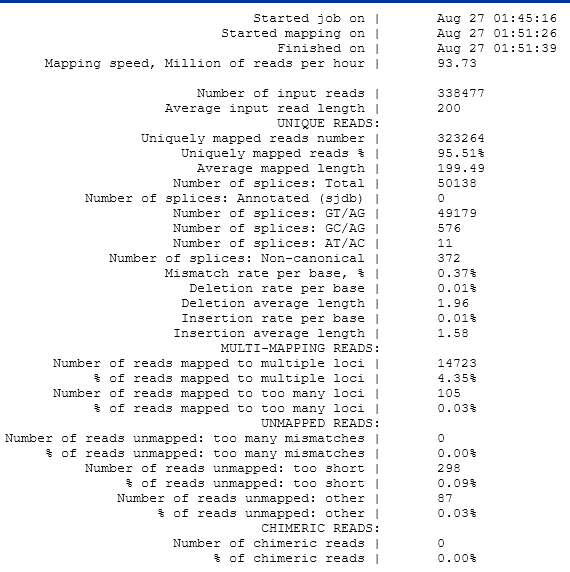 Started job on | Aug 27 01:45:16
Started mapping on | Aug 27 01:51:26
Finished on | Aug 27 01:51:39
Mapping speed, Million of reads per hour | 93.73
Number of input reads | 338477
Average input read length | 200
UNIQUE READS:
Uniquely mapped reads number | 323264
Uniquely mapped reads % | 95.51%
Average mapped length | 199.49
Number of splices: Total | 50138
Number of splices: Annotated (sjdb) | 0
Number of splices: GT/AG | 49179
Number of splices: GC/AG | 576
Number of splices: AT/AC | 11
Number of splices: Non-canonical | 372
Mismatch rate per base, % | 0.37%
Deletion rate per base | 0.01%
Deletion average length | 1.96
Insertion rate per base | 0.01%
Insertion average length | 1.58
MULTI-MAPPING READS:
Number of reads mapped to multiple loci | 14723
% of reads mapped to multiple loci | 4.35%
Number of reads mapped to too many loci | 105
% of reads mapped to too many loci | 0.03%
UNMAPPED READS:
Number of reads unmapped: too many mismatches | 0
% of reads unmapped: too many mismatches | 0.00%
Number of reads unmapped: too short | 298
% of reads unmapped: too short | 0.09%
Number of reads unmapped: other | 87
% of reads unmapped: other | 0.03%
CHIMERIC READS:
Number of chimeric reads | 0
% of chimeric reads | 0.00%